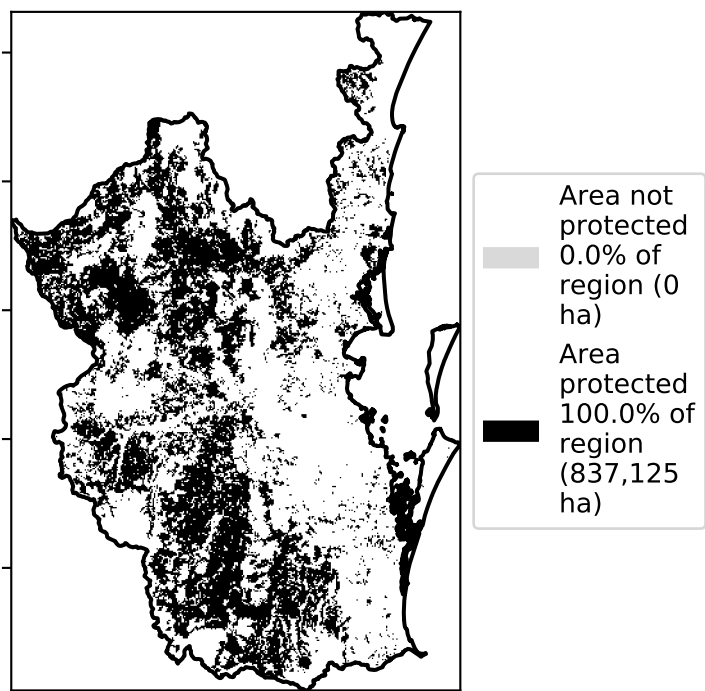 Area not
protected
0.0% of
region (0
ha)
Area
protected
100.0% of
region
(837,125
ha)